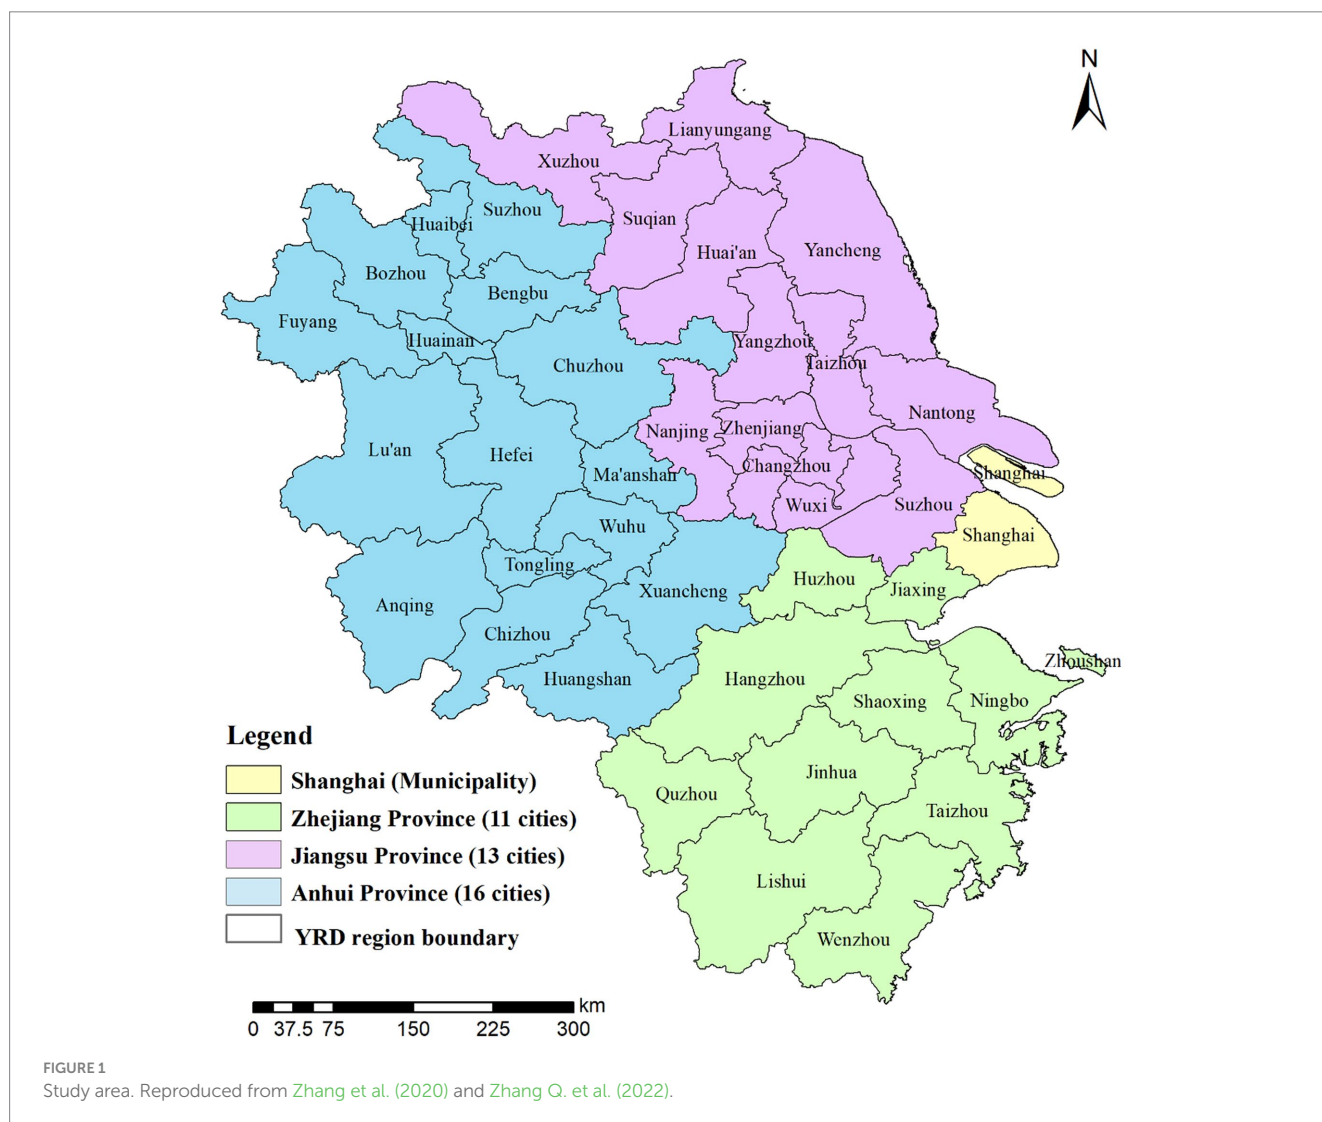 N
Lianyungang
Xuzhou
Suzhou
Suqian
Huaibei
Huai'an
Yancheng
Bozhou
Bengbu
Fuyang
Huainan
Yangzhou
Chuzhou
Taizhou
Nantong
Nanjing
Zhenjiang
Lu'an
Hefei
Changzhou
Ma'anshan
Shanghai
Wuxi
Suzhou
Wuhu
Shanghai
Tongling
Huzhou
Jiaxing
Xuancheng
Anqing
Chizhou
Zhoushan
Huangshan
Hangzhou
Shaoxing
Ningbo
Jinhua
Quzhou
Taizhou
Lishui
Wenzhou
Legend
Shanghai (Municipality)
Zhejiang Province (11 cities)
Jiangsu Province (13 cities)
Anhui Province (16 cities)
YRD region boundary
km
0 37.5 75 150 225 300
FIGURE 1
Study area. Reproduced from Zhang et al. (2020) and Zhang Q. et al. (2022).